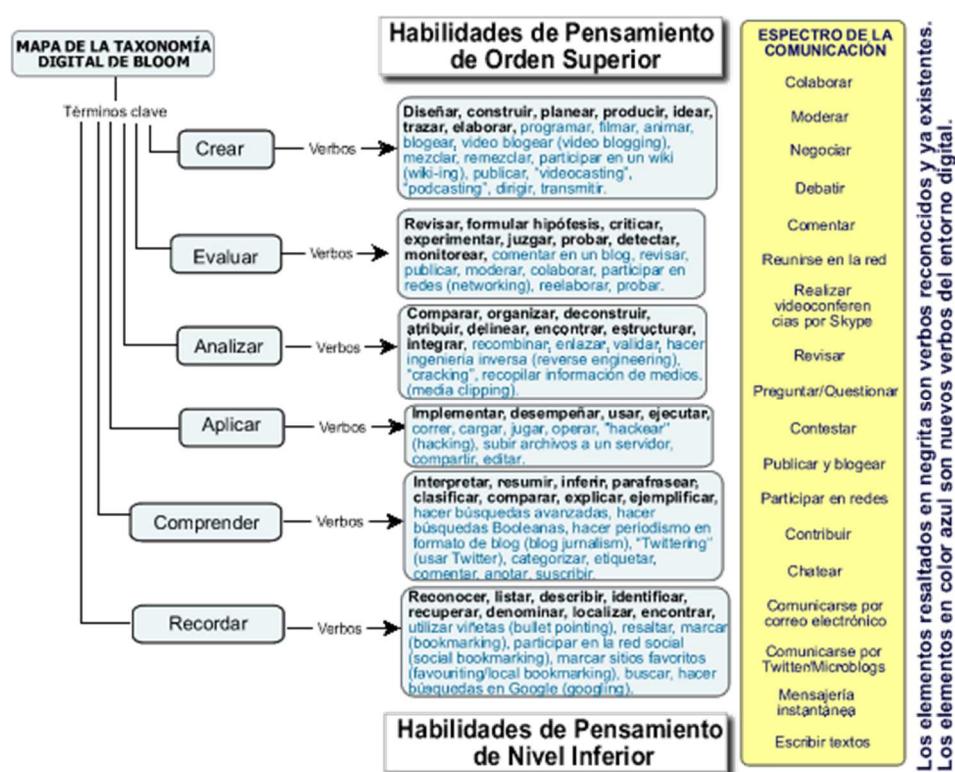 MAPA DE LA TAXONOMÍA
DIGITAL DE BLOOM
Términos clave
Habilidades de Pensamiento
de Orden Superior
Crear
Verbos
Diseñar, construir, planear, producir, idear,
trazar, elaborar, programar, filmar, animar,
blogear, video blogear (video blogging),
mezclar, remezclar, participar en un wiki
(wiki-ing), publicar, "videocasting",
"podcasting", dirigir, transmitir.
Evaluar
Verbos
Revisar, formular hipófesis, criticar,
experimentar, juzgar, probar, detectar,
monitorear, comentar en un blog, revisar,
publicar, moderar, colaborar, participar en
redes (networking), reelaborar, probar.
Analizar
Verbos
Comparar, organizar, deconstruir,
atribuir, delinear, encontrar, estructurar,
integrar, recombinar, enlazar, validar, hacer
ingeniería inversa (reverse engineering),
"cracking", recopilar información de medios.
(media clipping).
Aplicar
Verbos
Implementar, desempeñar, usar, ejecutar,
correr, cargar, jugar, operar, "hackear"
(hacking), subir archivos a un servidor,
compartir, editar.
Comprender
Verbos
Interpretar, resumir, inferir, parafrasear,
clasificar, comparar, explicar, ejemplificar,
hacer búsquedas avanzadas, hacer
búsquedas Booleanas, hacer periodismo en
formato de blog (blog jurnalism), "Twittering"
(usar Twitter), categorizar, etiquetar,
comentar, anotar, suscribir.
Recordar
Verbos
Reconocer, listar, describir, identificar,
recuperar, denominar, localizar, encontrar,
utilizar viñetas (bullet pointing), resaltar, marcar
(bookmarking), participar en la red social
(social bookmarking), marcar sitios favoritos
(favouriting/local bookmarking), buscar, hacer
búsquedas en Google (googling).
Habilidades de Pensamiento
de Nivel Inferior
ESPECTRO DE LA
COMUNICACIÓN
Colaborar
Moderar
Negociar
Debatir
Comentar
Reunirse en la red
Realizar
videoconferen
cias por Skype
Revisar
Preguntar/Questionar
Contestar
Publicar y blogear
Participar en redes
Contribuir
Chatear
Comunicarse por
correo electrónico
Comunicarse por
Twitter/Microblogs
Mensajería
instantánea
Escribir textos
Los elementos resaltados en negrita son verbos reconocidos y ya existentes.
Los elementos en color azul son nuevos verbos del entorno digital.